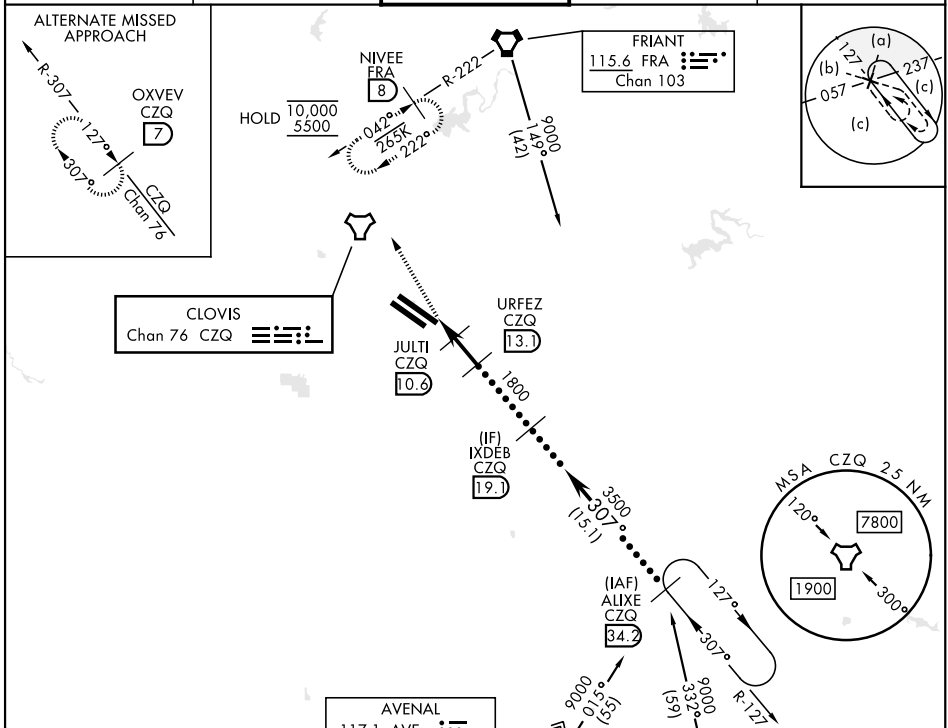 ALTERNATE MISSED
APPROACH
R-307
OXVEV
CZQ
7
127°
307°
CZQ
Chan 76
NIVEE
FRA
8
R-222
HOLD 10,000
5500
042°
265K
222°
FRIANT
115.6 FRA
Chan 103
9000
149°
(42)
(a)
127
(b)
237
(c)
057
(c)
CLOVIS
Chan 76 CZQ
URFEZ
CZQ
13.1
JULTI
CZQ
10.6
1800
(IF)
IXDEB
CZQ
19.1
3500
307°
(15.1)
MSA CZQ 25 NM
120°
7800
1900
300°
(IAF)
ALIXE
CZQ
34.2
127°
307°
R-127
9000
015°
(55)
9000
332°
(59)
AVENAL
117.1 AVE